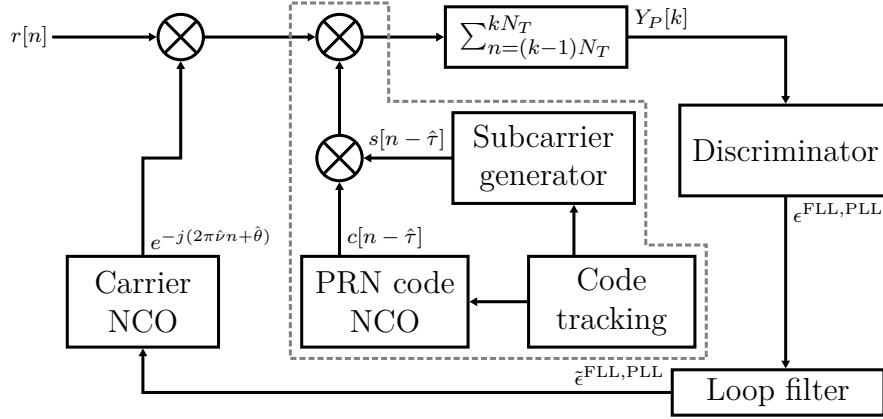 r[n]
∑_{n=(k−1)N_T}^{kN_T}
Y_P[k]
s[n − τ̂]
Subcarrier
generator
Discriminator
ϵ^{FLL,PLL}
e^{−j(2πν̂n+θ̂)}
c[n − τ̂]
Carrier
NCO
PRN code
NCO
Code
tracking
ϵ̃^{FLL,PLL}
Loop filter